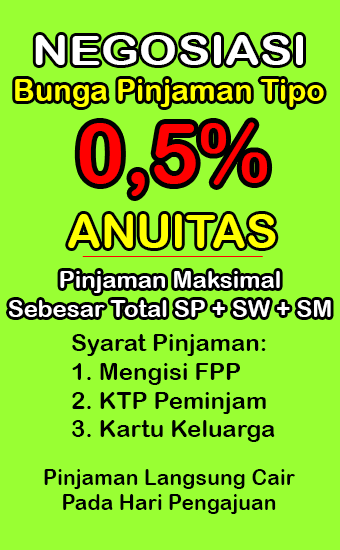 NEGOSIASI
Bunga Pinjaman Tipo
0,5%
ANUITAS
Pinjaman Maksimal
Sebesar Total SP + SW + SM
Syarat Pinjaman:
1. Mengisi FPP
2. KTP Peminjam
3. Kartu Keluarga
Pinjaman Langsung Cair
Pada Hari Pengajuan